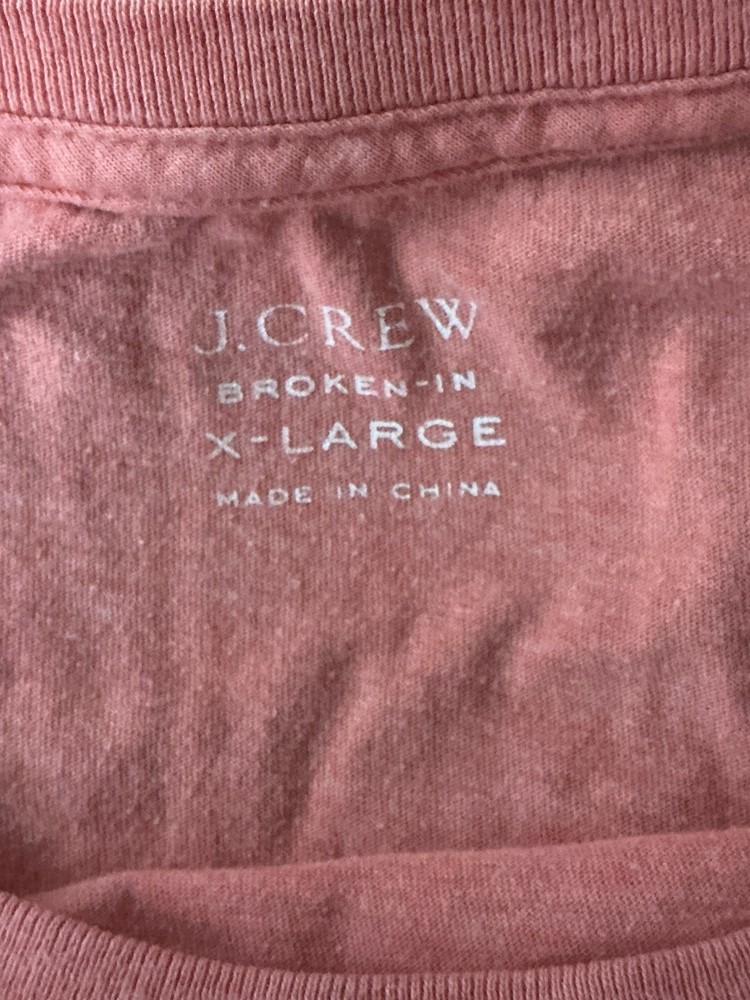 J.CREW
BROKEN-IN
X-LARGE
MADE IN CHINA